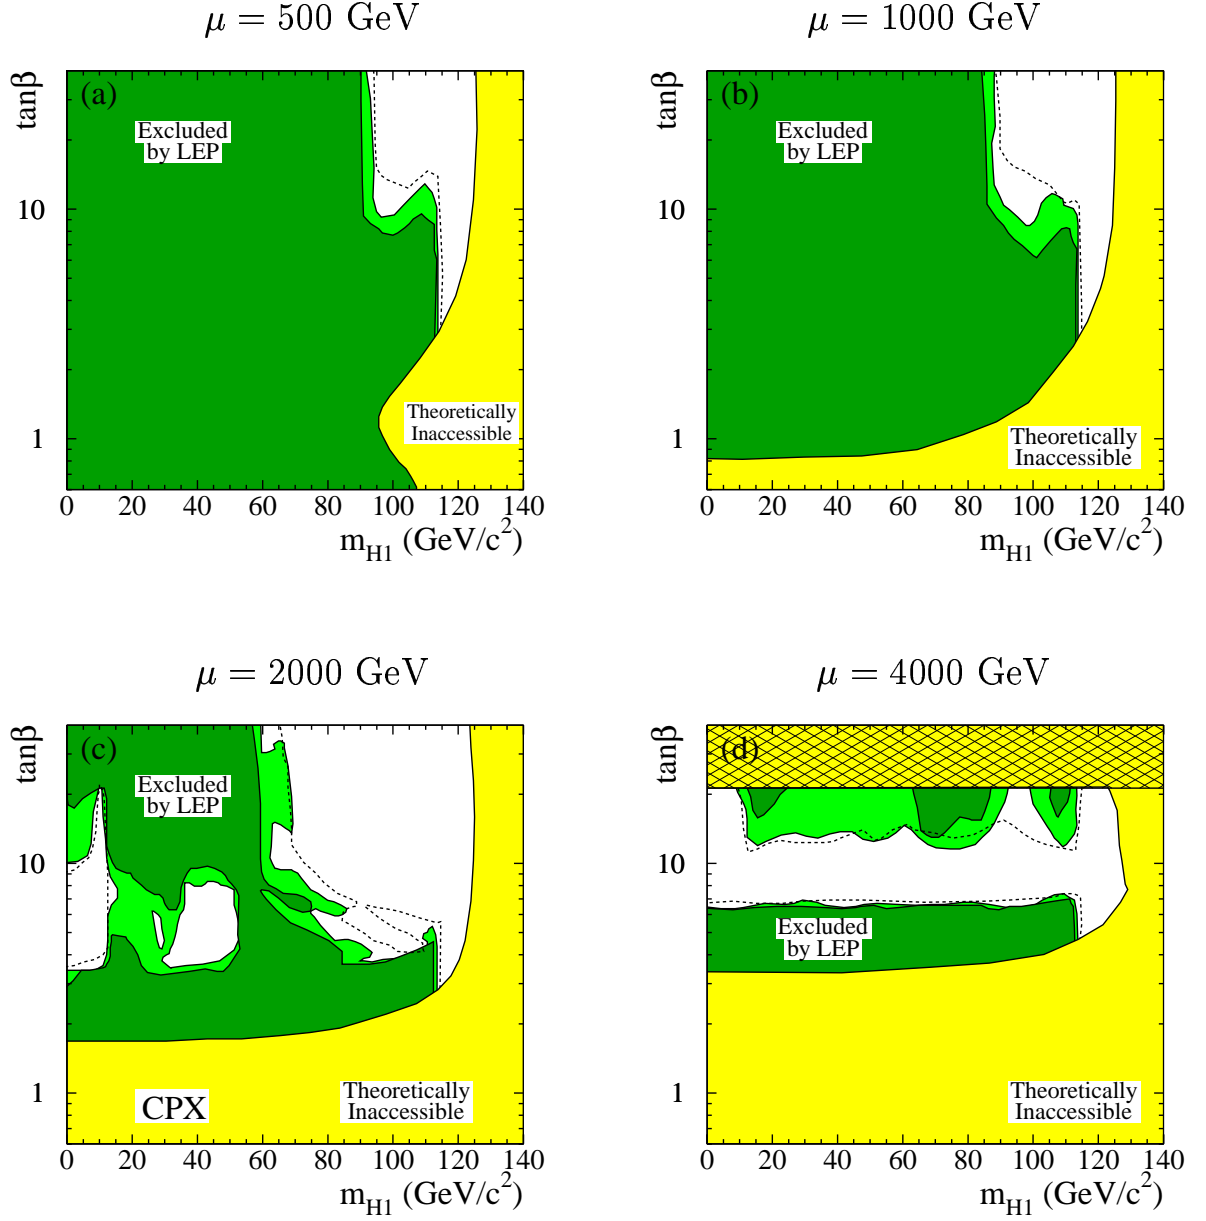 μ = 500 GeV
μ = 1000 GeV
tanβ
(a)
Excluded
by LEP
10
1
Theoretically
Inaccessible
0 20 40 60 80 100 120 140
m_H1 (GeV/c²)
tanβ
(b)
Excluded
by LEP
10
1
Theoretically
Inaccessible
0 20 40 60 80 100 120 140
m_H1 (GeV/c²)
μ = 2000 GeV
μ = 4000 GeV
tanβ
(c)
Excluded
by LEP
10
1
CPX
Theoretically
Inaccessible
0 20 40 60 80 100 120 140
m_H1 (GeV/c²)
tanβ
(d)
10
Excluded
by LEP
1
Theoretically
Inaccessible
0 20 40 60 80 100 120 140
m_H1 (GeV/c²)